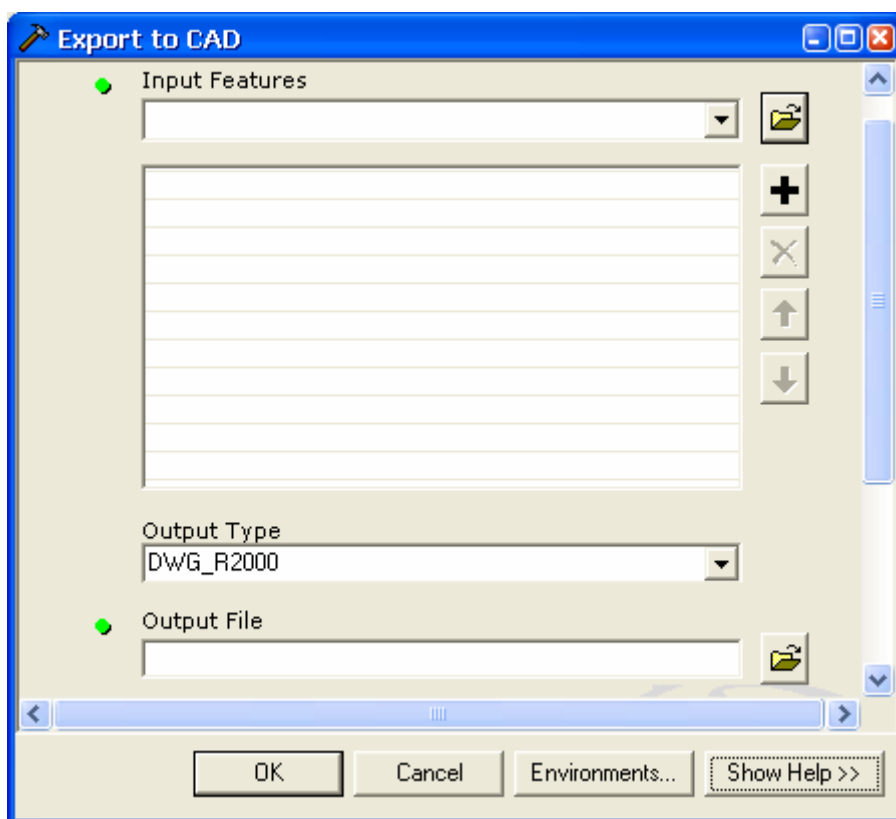 Export to CAD
Input Features
Output Type
DWG_R2000
Output File
OK
Cancel
Environments...
Show Help >>